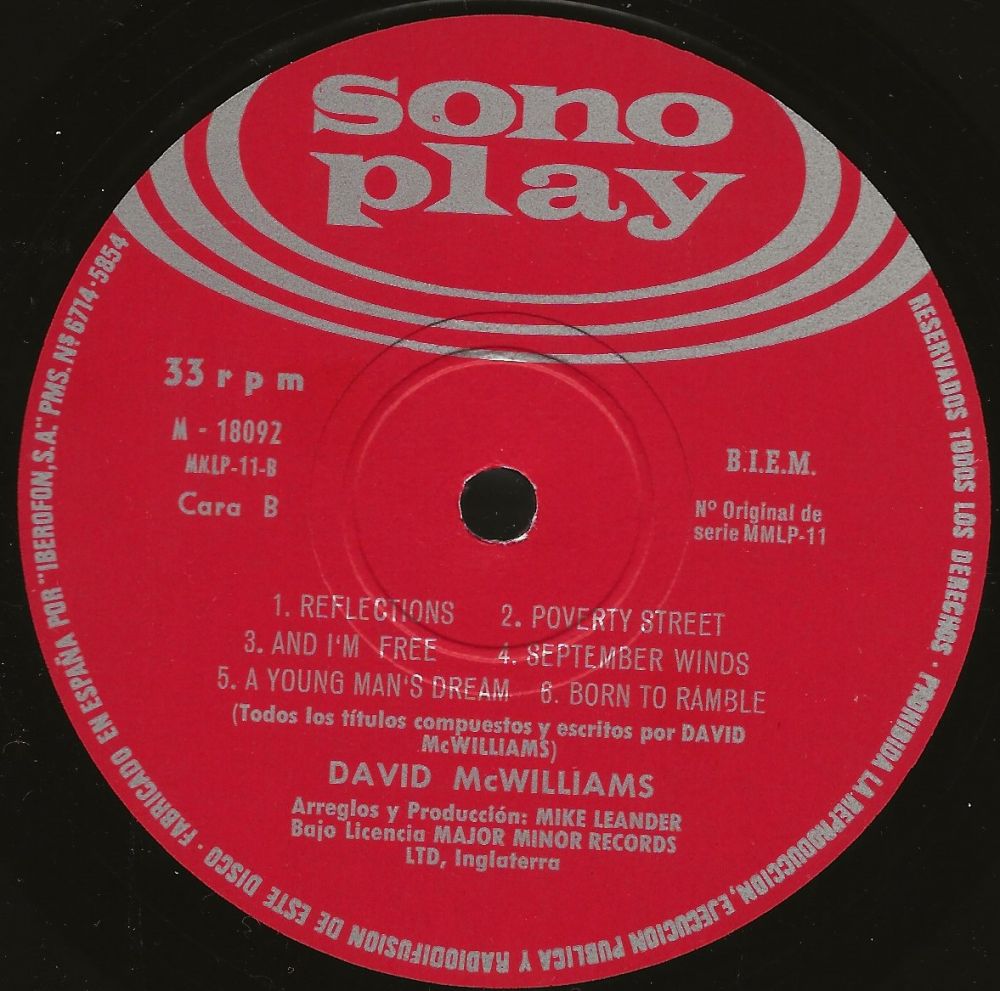 sono
play
33 rpm
M - 18092
MMLP-11-B
Cara B
B.I.E.M.
Nº Original de
serie MMLP-11
1. REFLECTIONS 2. POVERTY STREET
3. AND I'M FREE 4. SEPTEMBER WINDS
5. A YOUNG MAN'S DREAM 6. BORN TO RAMBLE
(Todos los títulos compuestos y escritos por DAVID
McWILLIAMS)
DAVID McWILLIAMS
Arreglos y Producción: MIKE LEANDER
Bajo Licencia MAJOR MINOR RECORDS
LTD, Inglaterra
RESERVADOS TODOS LOS DERECHOS · PROHIBIDA LA REPRODUCCION, EJECUCION PUBLICA Y RADIODIFUSION DE ESTE DISCO · FABRICADO EN ESPAÑA POR "IBEROFON, S.A." PMS. Nº 6714-5854